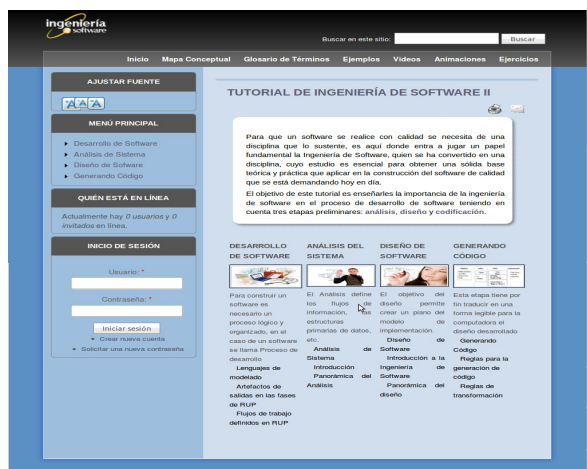 ingeniería
software
Buscar en este sitio:
Buscar
Inicio Mapa Conceptual Glosario de Términos Ejemplos Videos Animaciones Ejercicios
AJUSTAR FUENTE
A A A
MENÚ PRINCIPAL
Desarrollo de Software
Análisis de Sistema
Diseño de Sofware
Generando Código
QUIÉN ESTÁ EN LÍNEA
Actualmente hay 0 usuarios y 0
invitados en línea.
INICIO DE SESIÓN
Usuario: *
Contraseña: *
Iniciar sesión
Crear nueva cuenta
Solicitar una nueva contraseña
TUTORIAL DE INGENIERÍA DE SOFTWARE II
Para que un software se realice con calidad se necesita de una
disciplina que lo sustente, es aquí donde entra a jugar un papel
fundamental la Ingeniería de Software, quien se ha convertido en una
disciplina, cuyo estudio es esencial para obtener una sólida base
teórica y práctica que aplicar en la construcción del software de calidad
que se está demandando hoy en día.
El objetivo de este tutorial es enseñarles la importancia de la ingeniería
de software en el proceso de desarrollo de software teniendo en
cuenta tres etapas preliminares: análisis, diseño y codificación.
DESARROLLO
DE SOFTWARE
Para construir un
software es
necesario un
proceso lógico y
organizado, en el
caso de un software
se llama Proceso de
desarrollo
Lenguajes de
modelado
Artefactos de
salidas en las fases
de RUP
Flujos de trabajo
definidos en RUP
ANÁLISIS DEL
SISTEMA
El Análisis define
los flujos de
información, las
estructuras
primarias de datos,
etc.
Análisis de
Sistema
Introducción
Panorámica del
Análisis
DISEÑO DE
SOFTWARE
El objetivo del
diseño permite
crear un plano del
modelo de
implementación.
Diseño de
Software
Introducción a la
Ingeniería de
Software
Panorámica del
diseño
GENERANDO
CÓDIGO
Esta etapa tiene por
fin traducir en una
forma legible para la
computadora el
diseño desarrollado
Generando
Código
Reglas para la
generación de
código
Reglas de
transformación